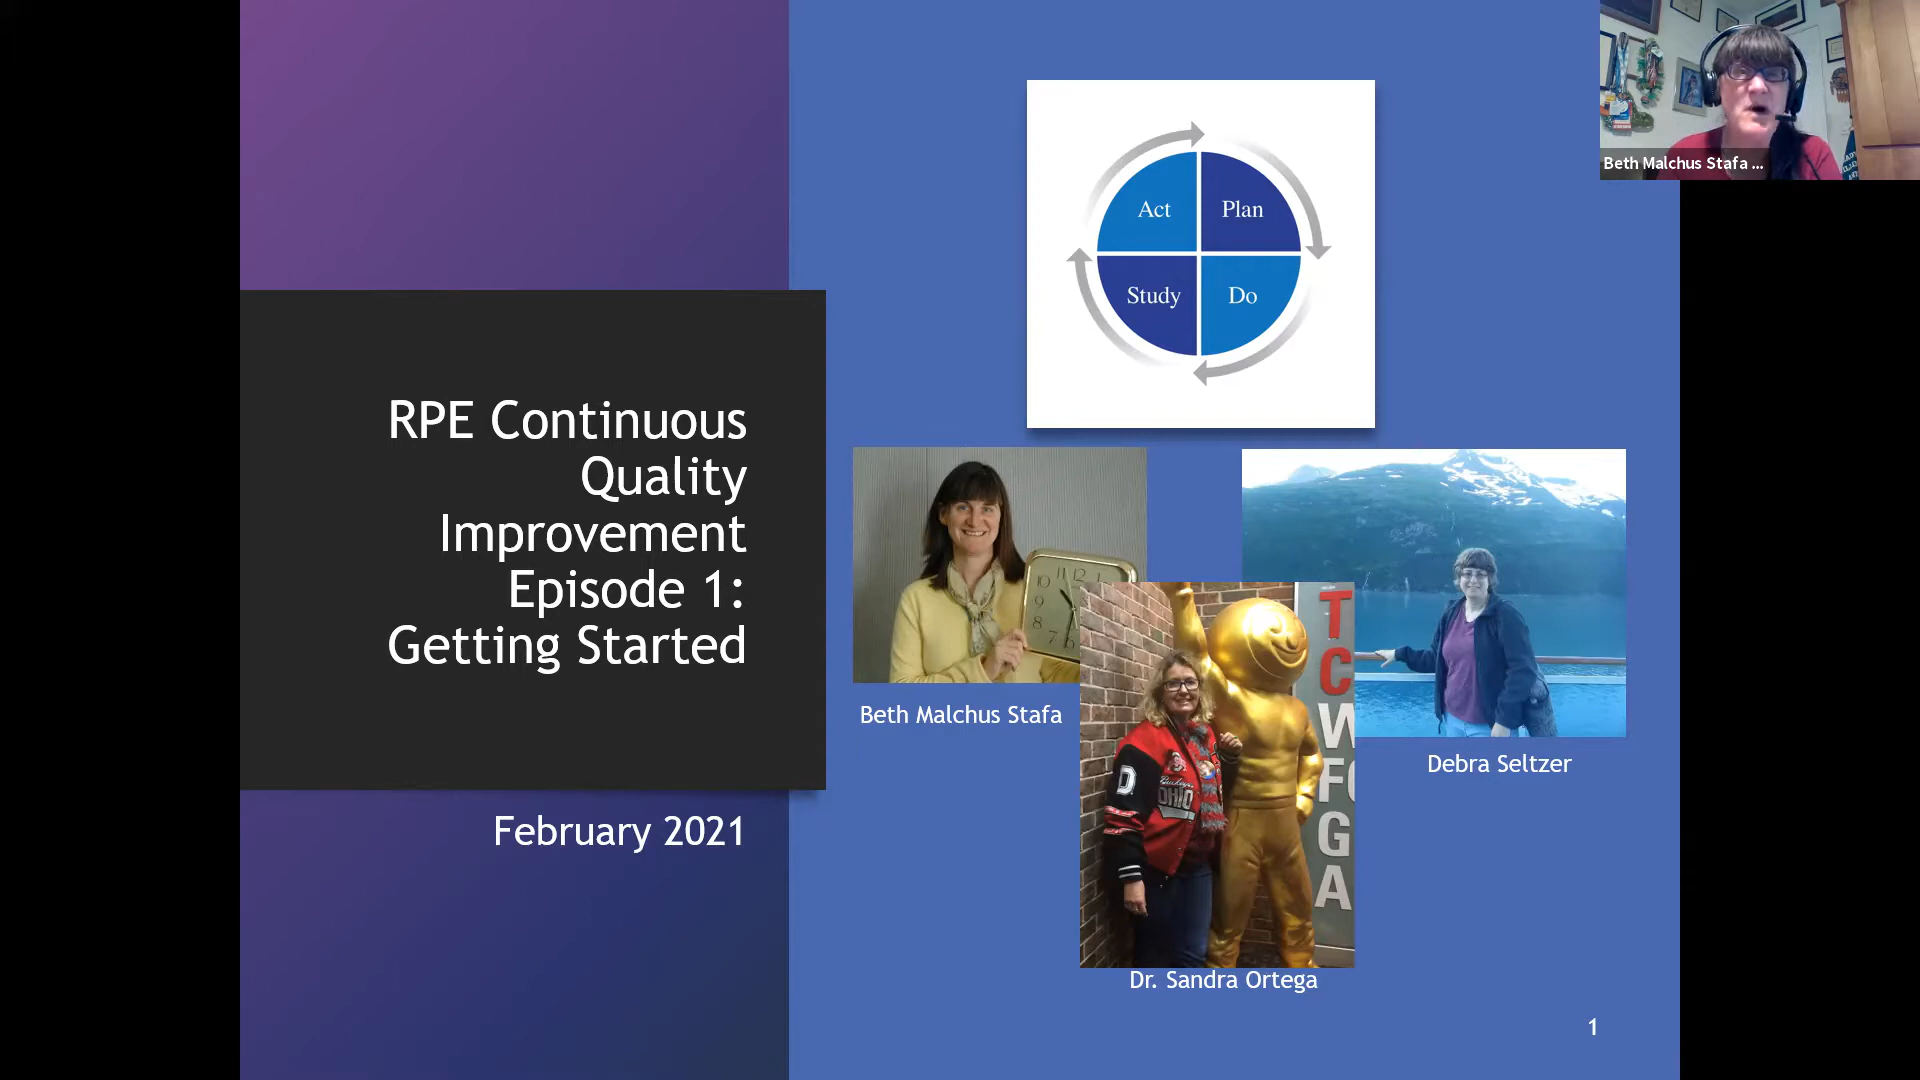 RPE Continuous
Quality
Improvement
Episode 1:
Getting Started
February 2021
Act
Plan
Study
Do
Beth Malchus Stafa
Debra Seltzer
Dr. Sandra Ortega
OHIO
T
C
W
F
G
A
1
Beth Malchus Stafa ...